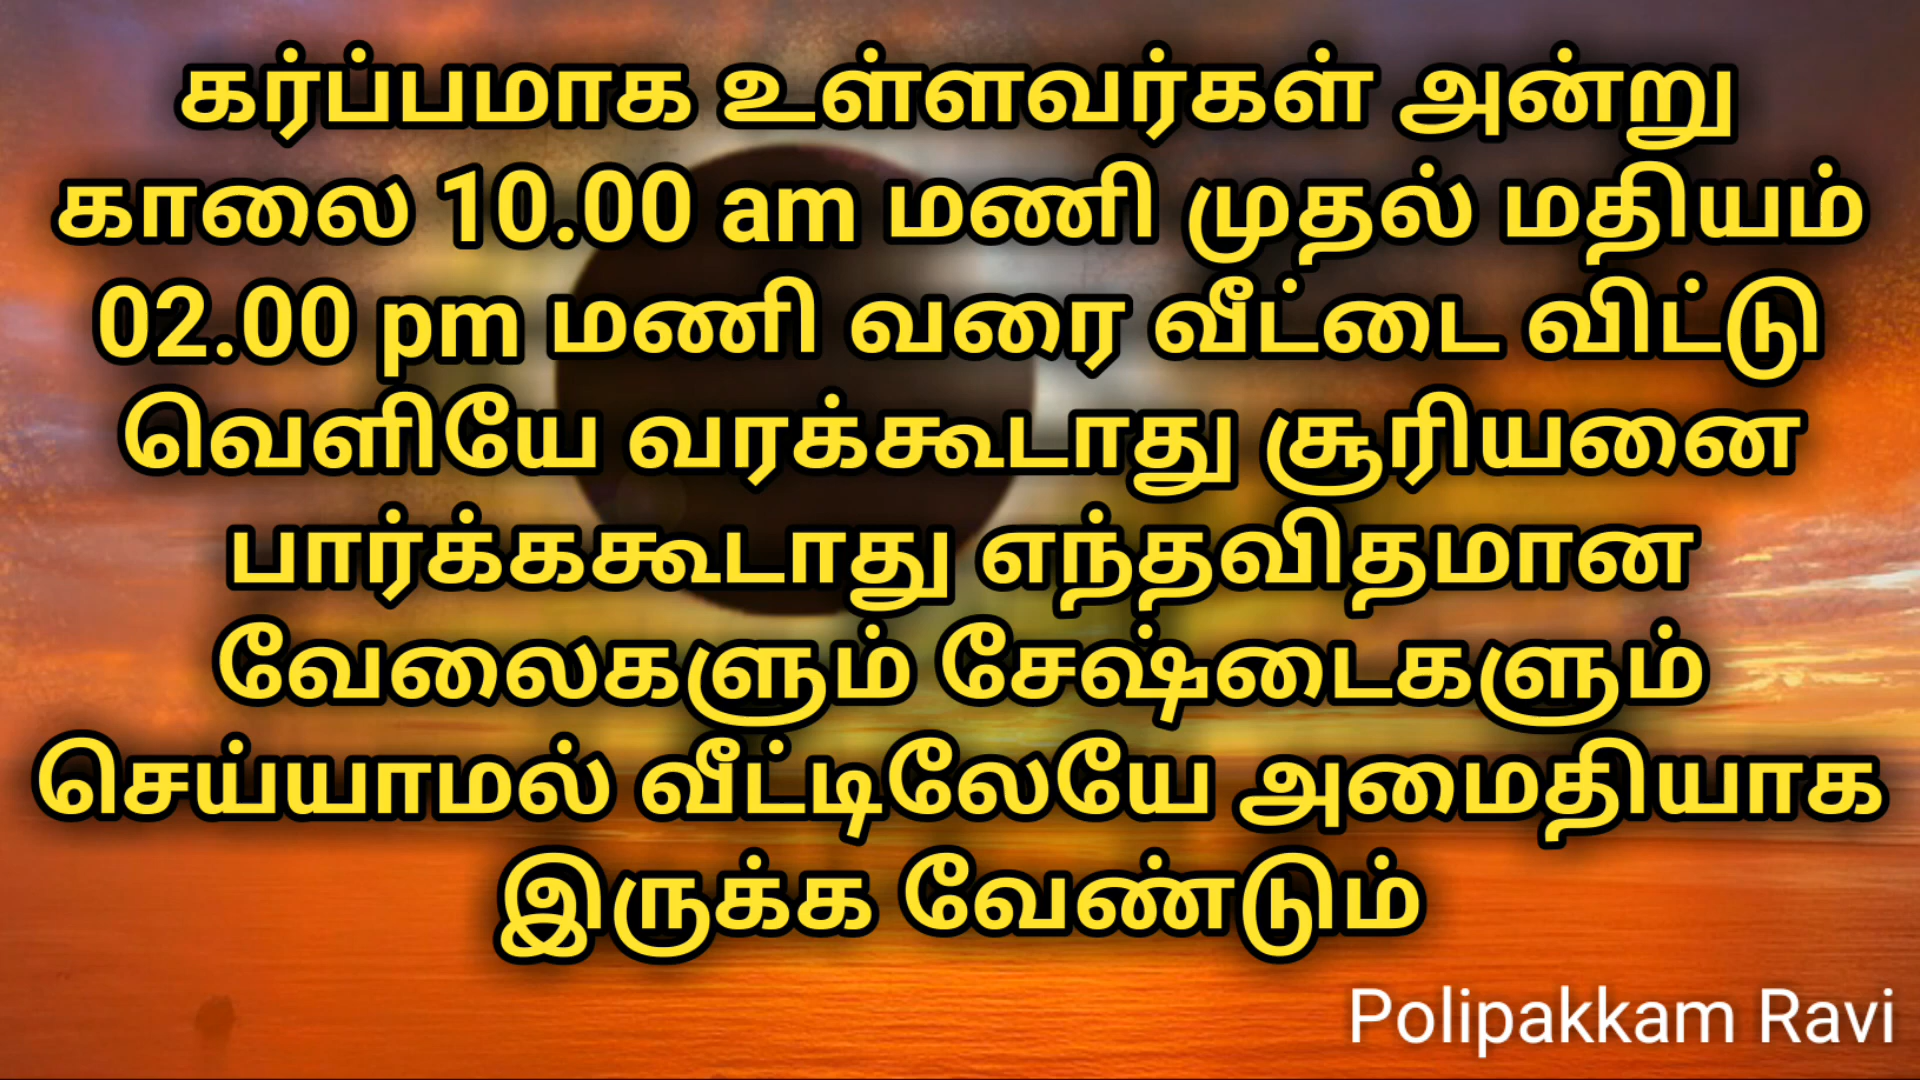 கர்ப்பமாக உள்ளவர்கள் அன்று
காலை 10.00 am மணி முதல் மதியம்
02.00 pm மணி வரை வீட்டை விட்டு
வெளியே வரக்கூடாது சூரியனை
பார்க்ககூடாது எந்தவிதமான
வேலைகளும் சேஷ்டைகளும்
செய்யாமல் வீட்டிலேயே அமைதியாக
இருக்க வேண்டும்
Polipakkam Ravi